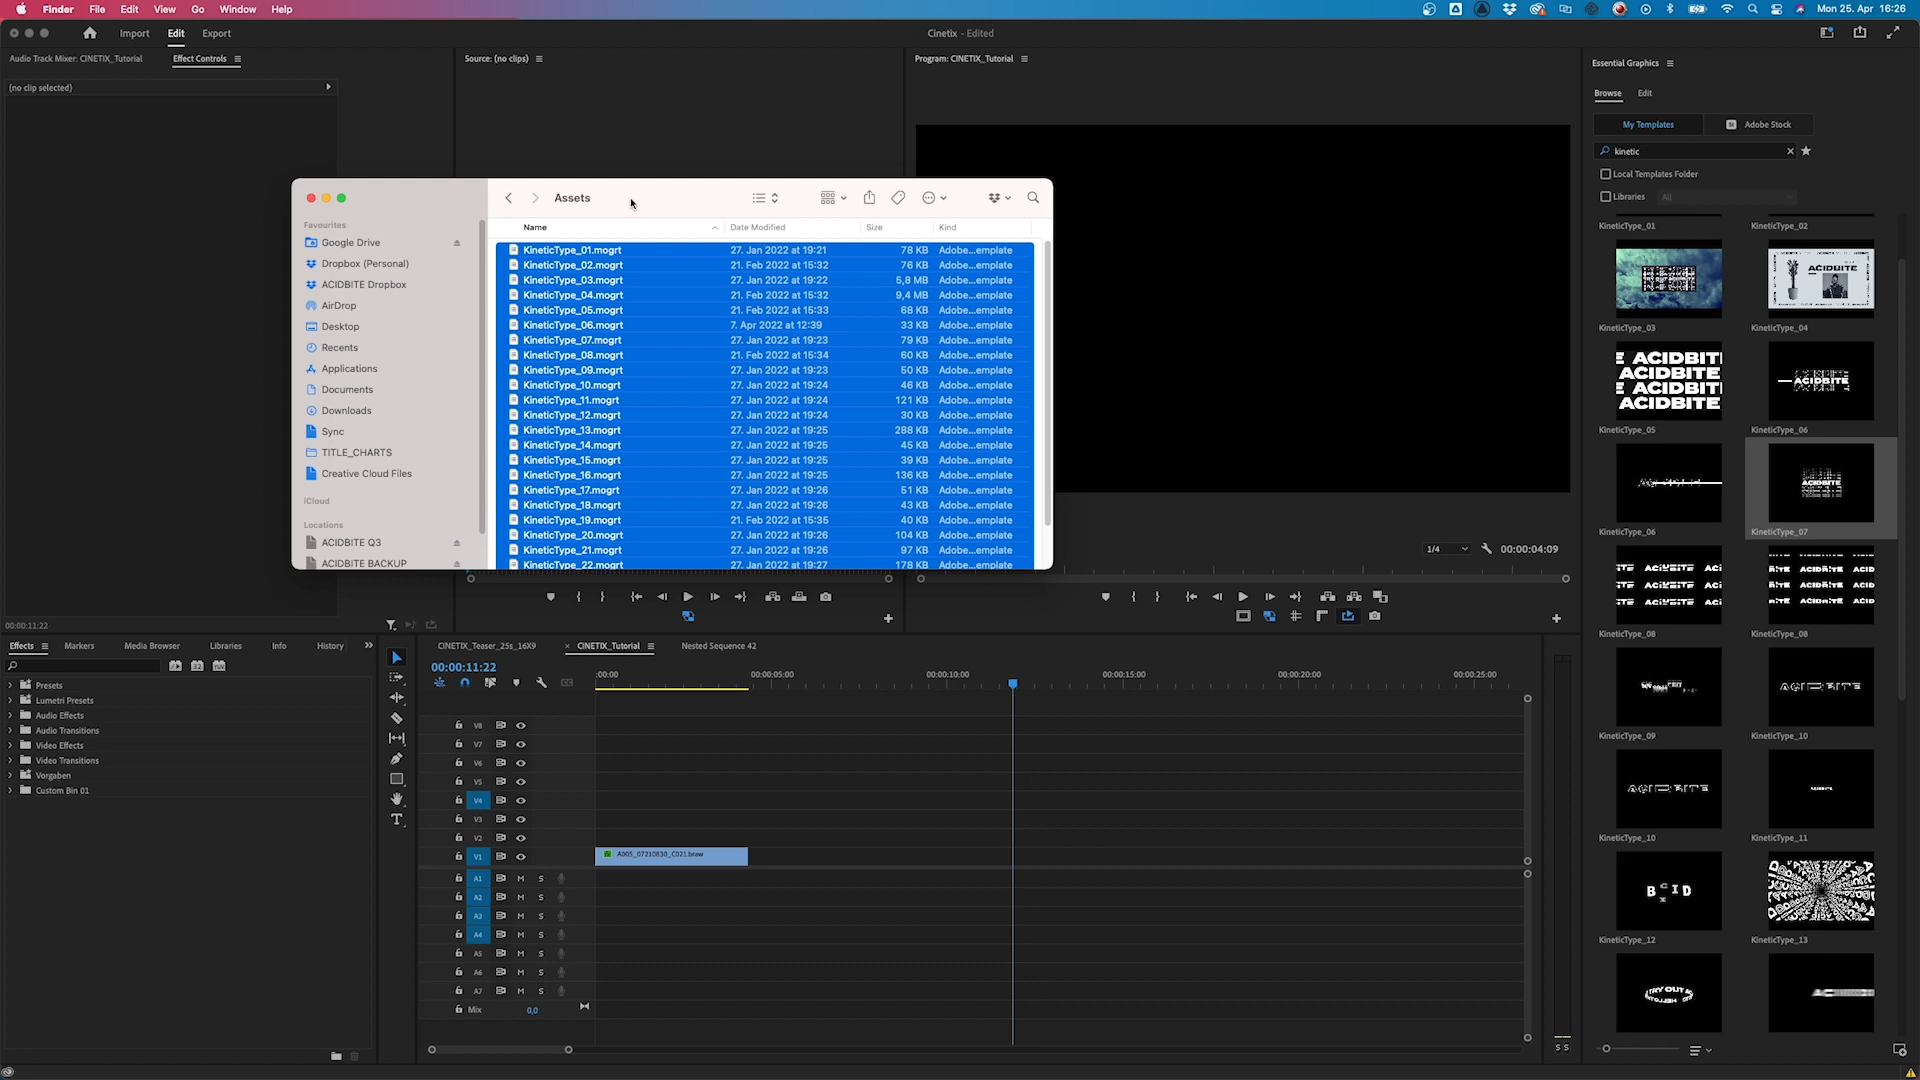 Finder File Edit View Go Window Help Mon 25. Apr 16:26
Import Edit Export Cinetix - Edited
Audio Track Mixer: CINETIX_Tutorial Effect Controls Source: (no clips) Program: CINETIX_Tutorial Essential Graphics
(no clip selected)
Browse Edit
My Templates Adobe Stock
kinetic
Local Templates Folder
Libraries All
Assets
Name Date Modified Size Kind
KineticType_01.mogrt 27. Jan 2022 at 19:21 78 KB Adobe...emplate
KineticType_02.mogrt 21. Feb 2022 at 15:32 76 KB Adobe...emplate
KineticType_03.mogrt 27. Jan 2022 at 19:22 5,8 MB Adobe...emplate
KineticType_04.mogrt 21. Feb 2022 at 15:32 9,4 MB Adobe...emplate
KineticType_05.mogrt 21. Feb 2022 at 15:33 68 KB Adobe...emplate
KineticType_06.mogrt 7. Apr 2022 at 12:39 33 KB Adobe...emplate
KineticType_07.mogrt 27. Jan 2022 at 19:23 79 KB Adobe...emplate
KineticType_08.mogrt 21. Feb 2022 at 15:34 60 KB Adobe...emplate
KineticType_09.mogrt 27. Jan 2022 at 19:23 50 KB Adobe...emplate
KineticType_10.mogrt 27. Jan 2022 at 19:24 46 KB Adobe...emplate
KineticType_11.mogrt 27. Jan 2022 at 19:24 121 KB Adobe...emplate
KineticType_12.mogrt 27. Jan 2022 at 19:24 30 KB Adobe...emplate
KineticType_13.mogrt 27. Jan 2022 at 19:25 288 KB Adobe...emplate
KineticType_14.mogrt 27. Jan 2022 at 19:25 45 KB Adobe...emplate
KineticType_15.mogrt 27. Jan 2022 at 19:25 39 KB Adobe...emplate
KineticType_16.mogrt 27. Jan 2022 at 19:25 136 KB Adobe...emplate
KineticType_17.mogrt 27. Jan 2022 at 19:26 51 KB Adobe...emplate
KineticType_18.mogrt 27. Jan 2022 at 19:26 43 KB Adobe...emplate
KineticType_19.mogrt 21. Feb 2022 at 15:35 40 KB Adobe...emplate
KineticType_20.mogrt 27. Jan 2022 at 19:26 104 KB Adobe...emplate
KineticType_21.mogrt 27. Jan 2022 at 19:26 97 KB Adobe...emplate
KineticType_22.mogrt 27. Jan 2022 at 19:27 178 KB Adobe...emplate
Favourites
Google Drive
Dropbox (Personal)
ACIDBITE Dropbox
AirDrop
Desktop
Recents
Applications
Documents
Downloads
Sync
TITLE_CHARTS
Creative Cloud Files
iCloud
Locations
ACIDBITE Q3
ACIDBITE BACKUP
KineticType_01 KineticType_02
ACIDBITE
KineticType_03 KineticType_04
E ACIDBITI
ACIDBITE
E ACIDBITI
ACIDBITE
ACIDBITE
KineticType_05 KineticType_06
ACIDBITE
KineticType_06 KineticType_07
KineticType_08 KineticType_08
ACIDBITE
KineticType_09 KineticType_10
ACIDBITE
KineticType_10 KineticType_11
B C I D
KineticType_12 KineticType_13
TRY OUT
1/4 00:00:04:09
00:00:11:22
Effects Markers Media Browser Libraries Info History
Presets
Lumetri Presets
Audio Effects
Audio Transitions
Video Effects
Video Transitions
Vorgaben
Custom Bin 01
CINETIX_Teaser_25s_16X9 × CINETIX_Tutorial Nested Sequence 42
00:00:11:22 :00:00 00:00:05:00 00:00:10:00 00:00:15:00 00:00:20:00 00:00:25:00
V8
V7
V6
V5
V4
V3
V2
V1 A005_07210830_C021.braw
A1 M S
A2 M S
A3 M S
A4 M S
A5 M S
A6 M S
A7 M S
Mix 0,0
S S